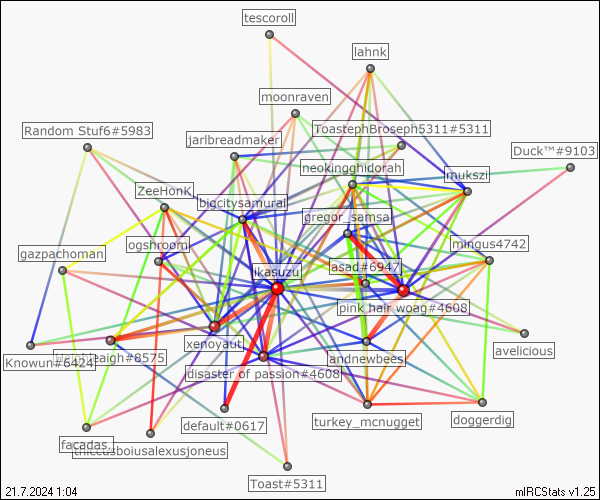 tescoroll
lahnk
moonraven
Random Stuf6#5983
ToastephBroseph5311#5311
jarlbreadmaker
Duck™#9103
neokingghidorah
mukszi
ZeeHonK
bigcitysamurai
gregor_samsa
ogshroom
mingus4742
gazpachoman
ikasuzu
asad#6947
pink hair woag#4608
xenoyaut
avelicious
Knowun#6424
#8575
andnewbees
disaster of passion#4608
doggerdig
default#0617
turkey_mcnugget
facadas.
thiccusboiusalexusjoneus
Toast#5311
21.7.2024 1:04
mIRCStats v1.25